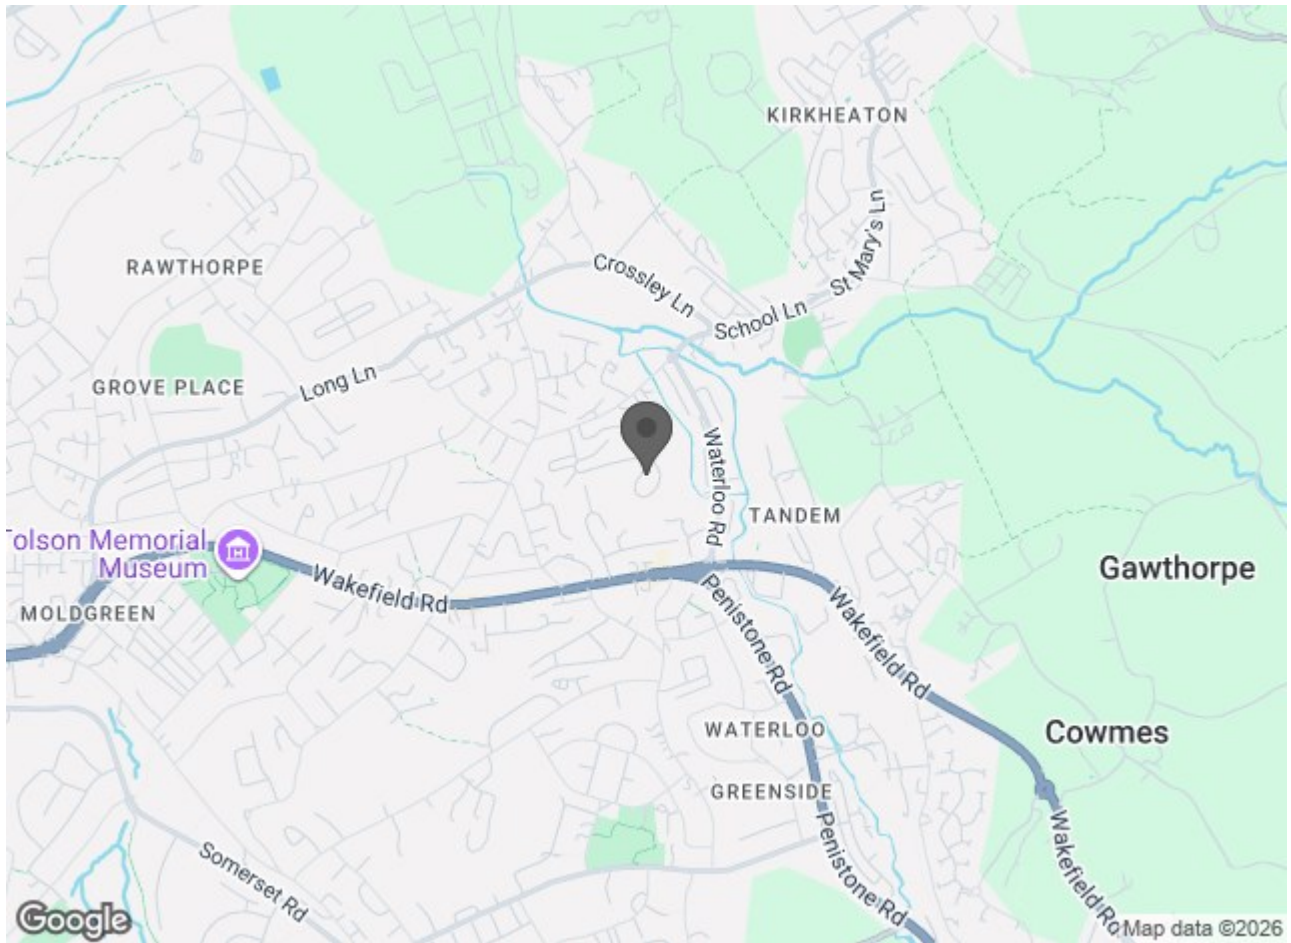 KIRKHEATON
RAWTHORPE
Crossley Ln
St Mary's Ln
School Ln
GROVE PLACE
Long Ln
Waterloo Rd
TANDEM
Tolson Memorial
Museum
Gawthorpe
Wakefield Rd
MOLDGREEN
Penistone Rd
Wakefield Rd
WATERLOO
Cowmes
GREENSIDE
Penistone Rd
Wakefield Rd
Somerset Rd
Google
Map data ©2026